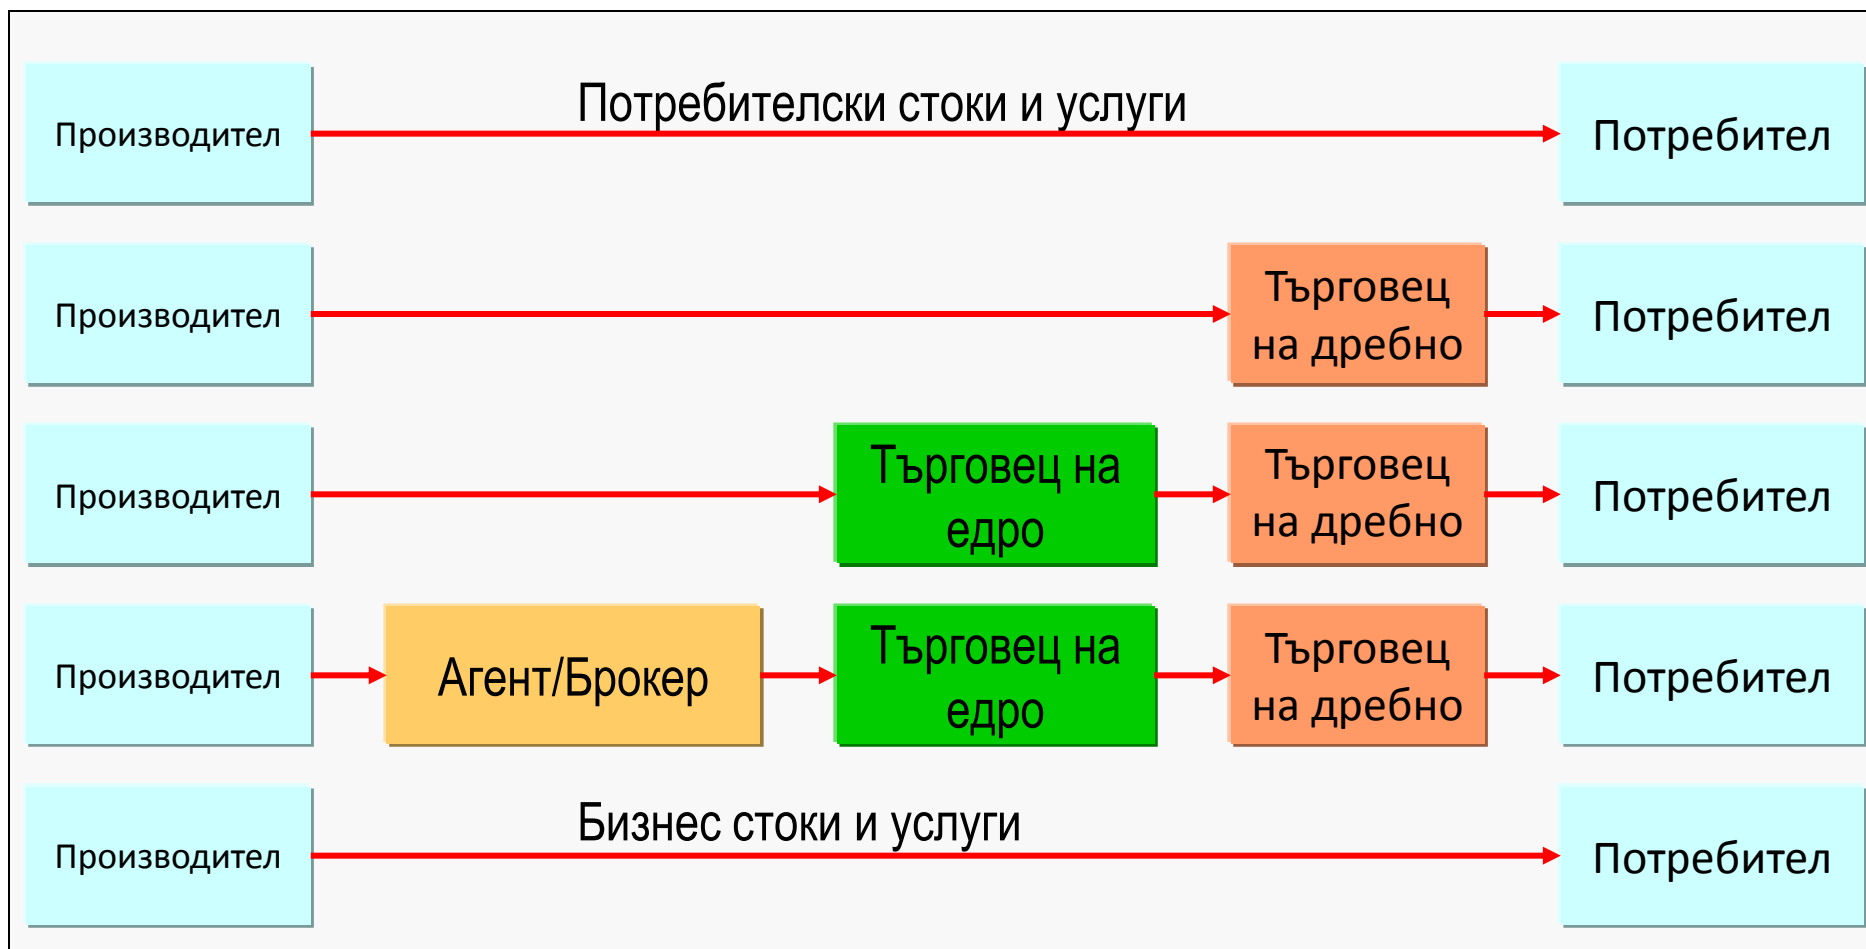 Потребителски стоки и услуги
Производител
Потребител
Производител
Търговец
на дребно
Потребител
Производител
Търговец на
едро
Търговец
на дребно
Потребител
Производител
Агент/Брокер
Търговец на
едро
Търговец
на дребно
Потребител
Бизнес стоки и услуги
Производител
Потребител